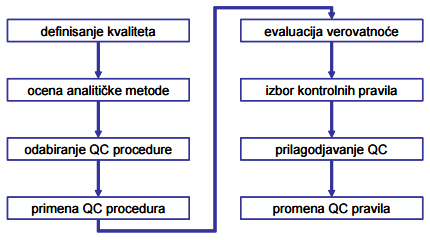 definisanje kvaliteta
ocena analitičke metode
odabiranje QC procedure
primena QC procedura
evaluacija verovatnoće
izbor kontrolnih pravila
prilagodjavanje QC
promena QC pravila